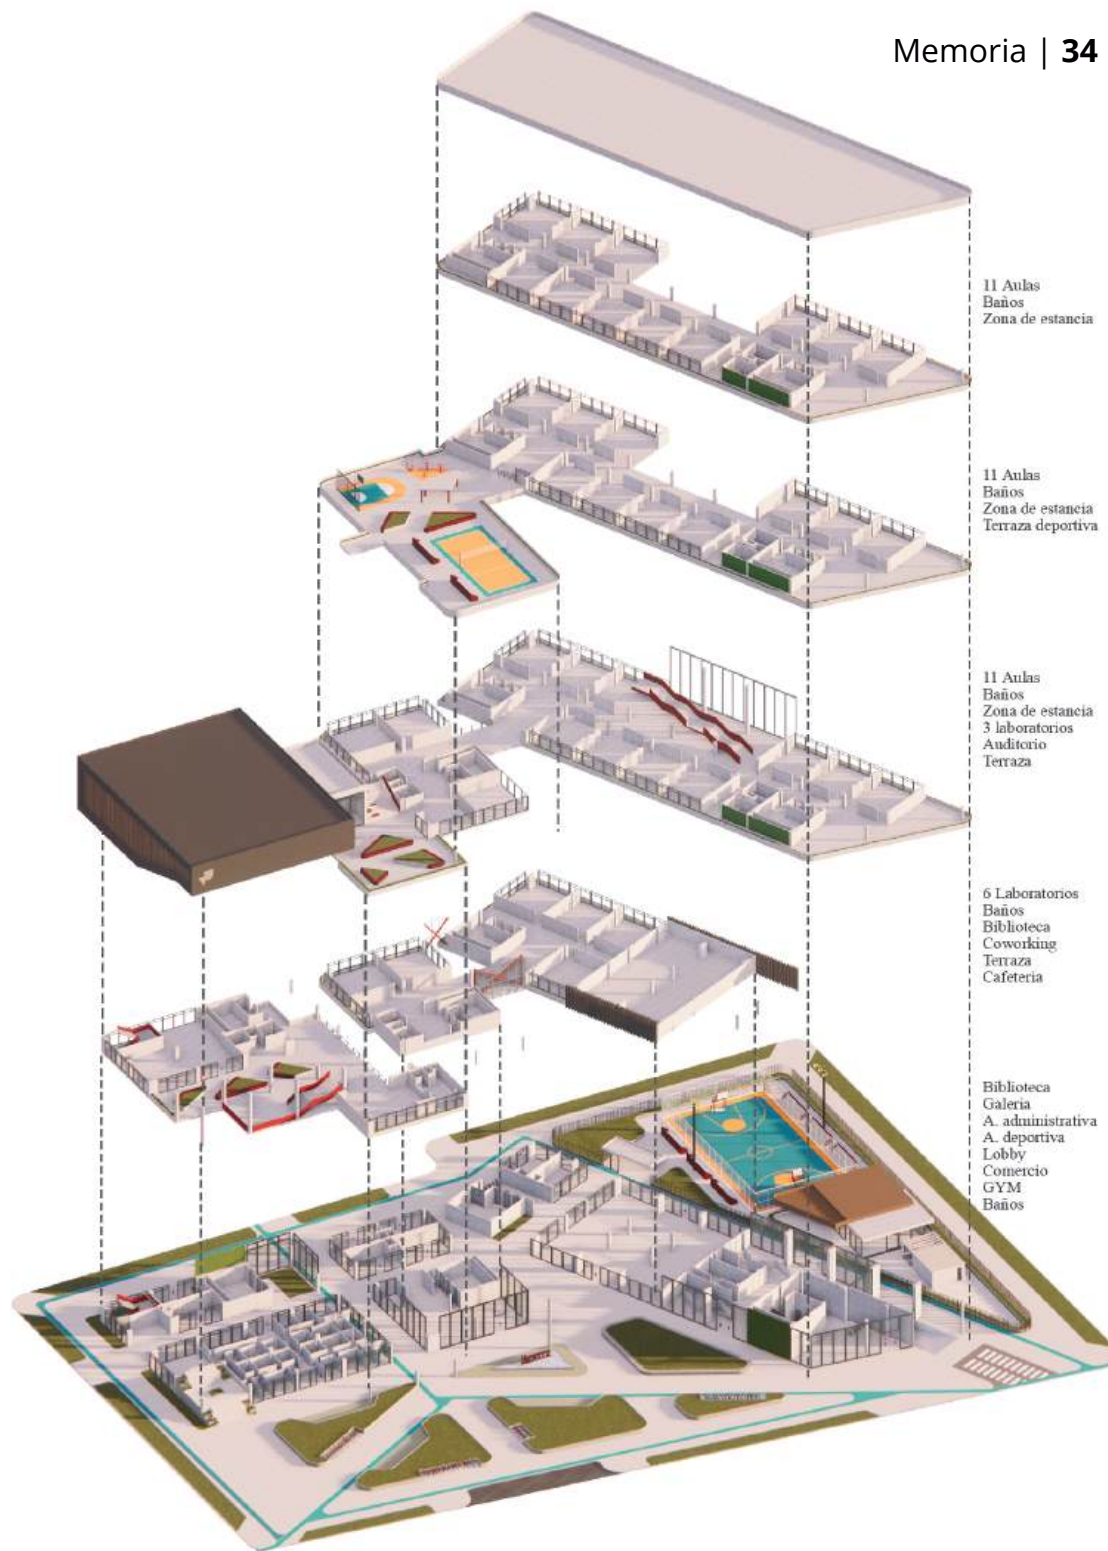 Memoria | 34
11 Aulas
Baños
Zona de estancia
11 Aulas
Baños
Zona de estancia
Terraza deportiva
11 Aulas
Baños
Zona de estancia
3 laboratorios
Auditorio
Terraza
6 Laboratorios
Baños
Biblioteca
Coworking
Terraza
Cafeteria
Biblioteca
Galeria
A. administrativa
A. deportiva
Lobby
Comercio
GYM
Baños